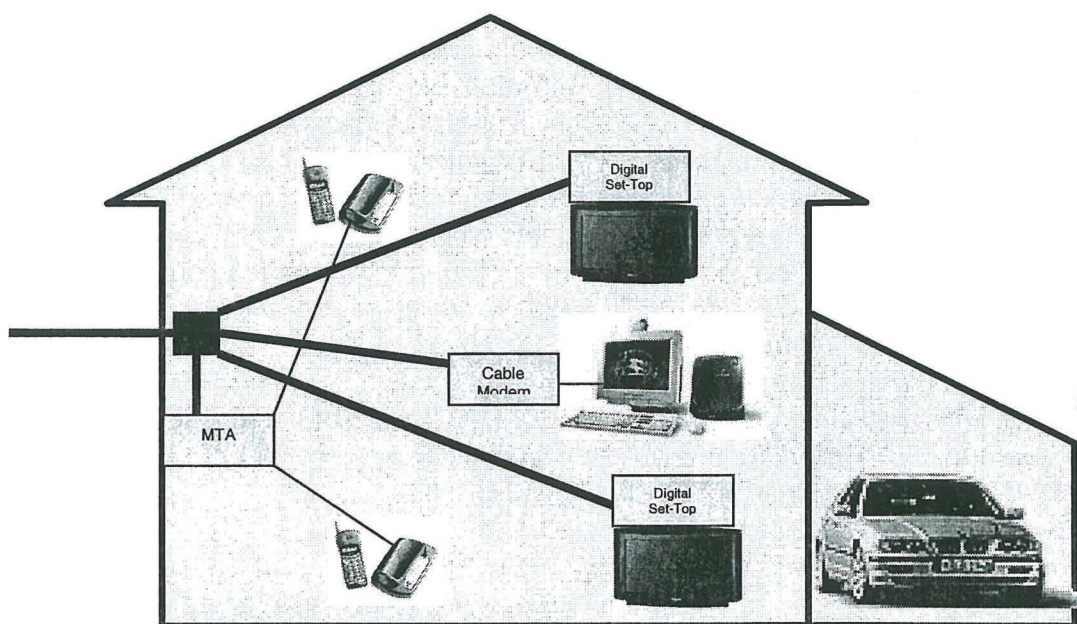 Digital
Set-Top
Cable
Modem
MTA
Digital
Set-Top